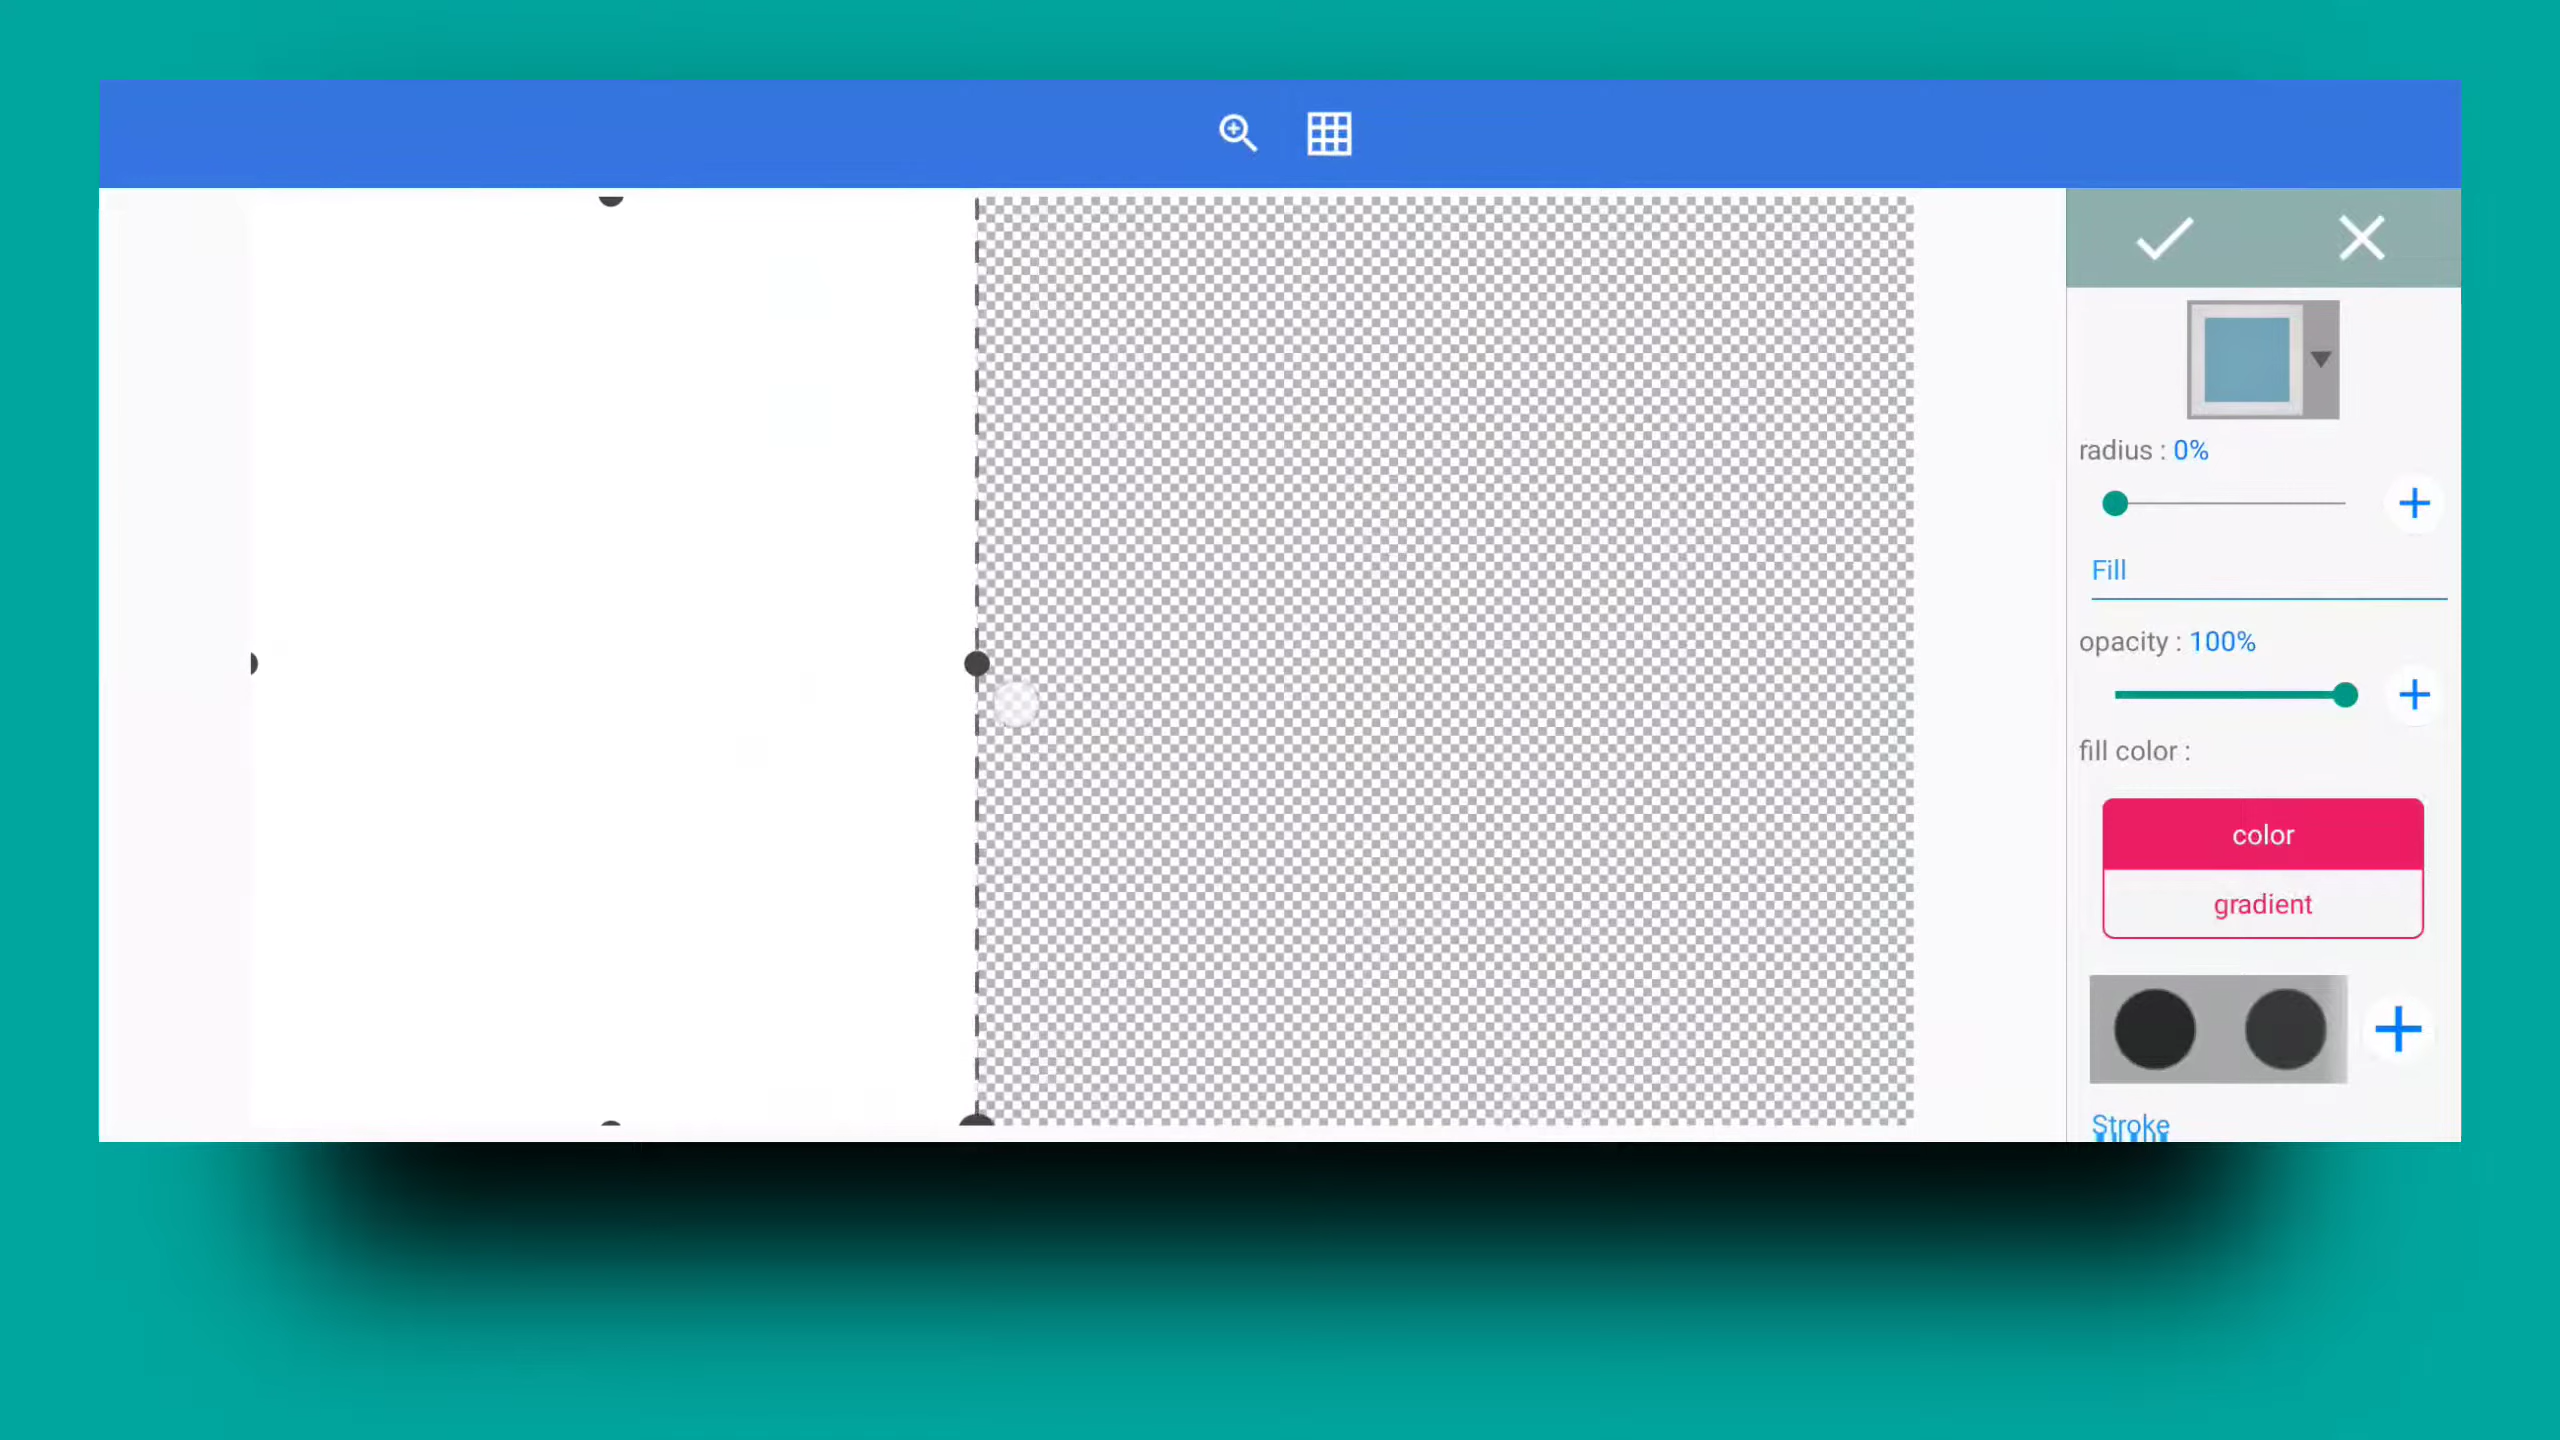 radius : 0%
Fill
opacity : 100%
fill color :
color
gradient
Stroke